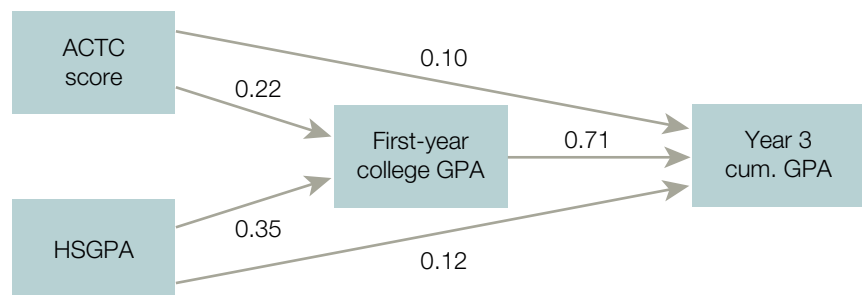 ACTC
score
0.10
0.22
First-year
college GPA
0.71
Year 3
cum. GPA
HSGPA
0.35
0.12